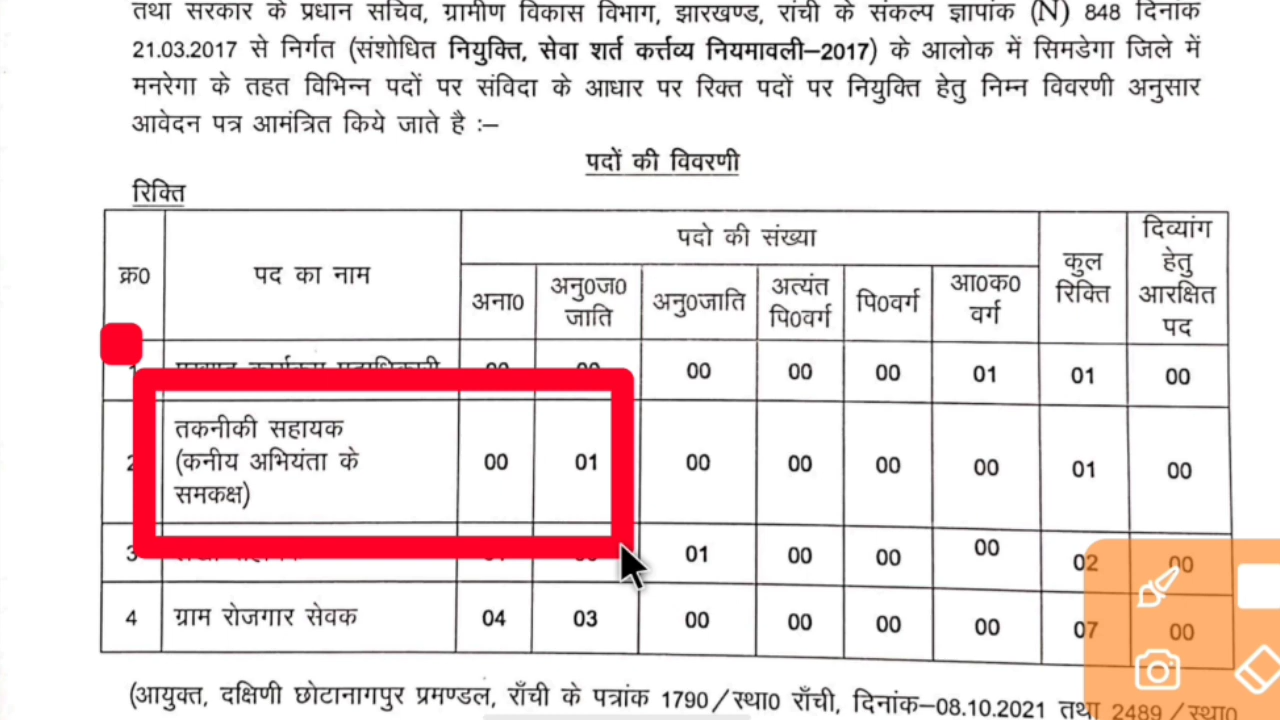 तथा सरकार के प्रधान सचिव, ग्रामीण विकास विभाग, झारखण्ड, रांची के संकल्प ज्ञापांक (N) 848 दिनांक
21.03.2017 से निर्गत (संशोधित नियुक्ति, सेवा शर्त कर्त्तव्य नियमावली–2017) के आलोक में सिमडेगा जिले में
मनरेगा के तहत विभिन्न पदों पर संविदा के आधार पर रिक्त पदों पर नियुक्ति हेतु निम्न विवरणी अनुसार
आवेदन पत्र आमंत्रित किये जाते है :–
पदों की विवरणी
रिक्ति
क्र0 पद का नाम पदो की संख्या कुल रिक्ति दिव्यांग हेतु आरक्षित पद
अना0 अनु0ज0 जाति अनु0जाति अत्यंत पि0वर्ग पि0वर्ग आ0क0 वर्ग
00 00 00 01 01 00
2 तकनीकी सहायक (कनीय अभियंता के समकक्ष) 00 01 00 00 00 00 01 00
3 01 00 00 00 02 00
4 ग्राम रोजगार सेवक 04 03 00 00 00 00 07 00
(आयुक्त, दक्षिणी छोटानागपुर प्रमण्डल, राँची के पत्रांक 1790/स्था0 राँची, दिनांक–08.10.2021 तथा 2489/स्था0